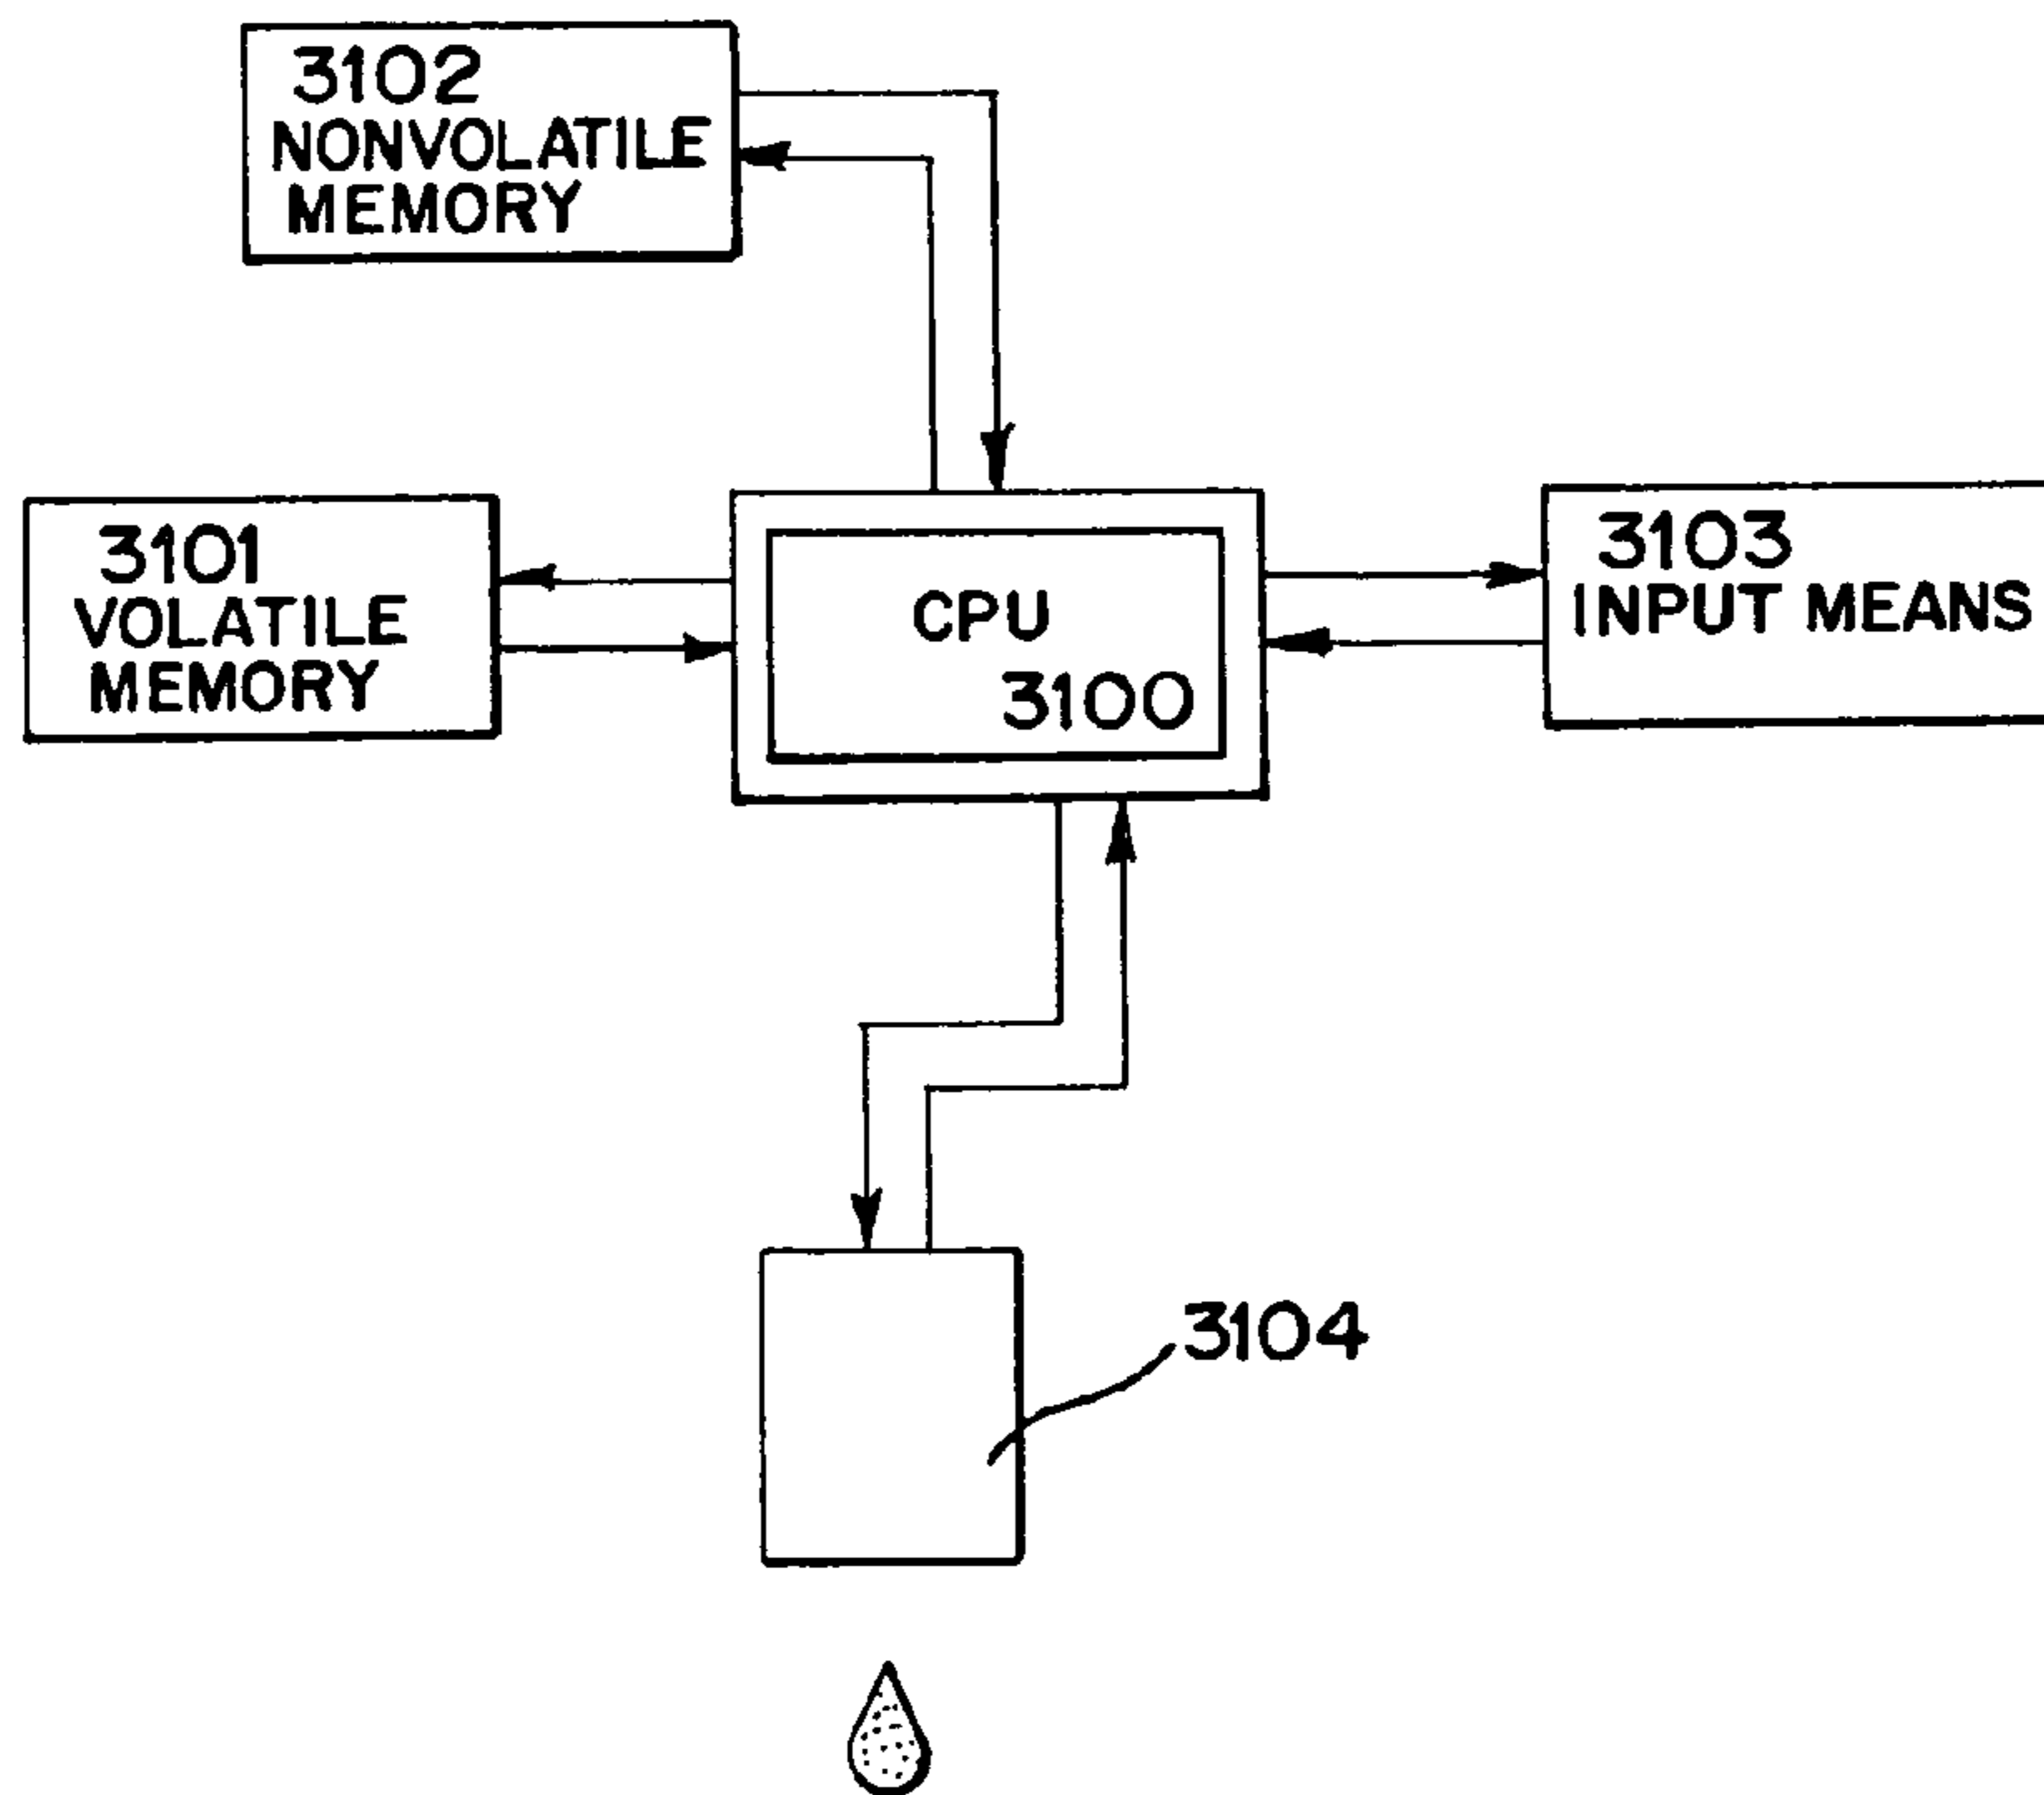 3102
NONVOLATILE
MEMORY
3101
VOLATILE
MEMORY
CPU
3100
3103
INPUT MEANS
3104